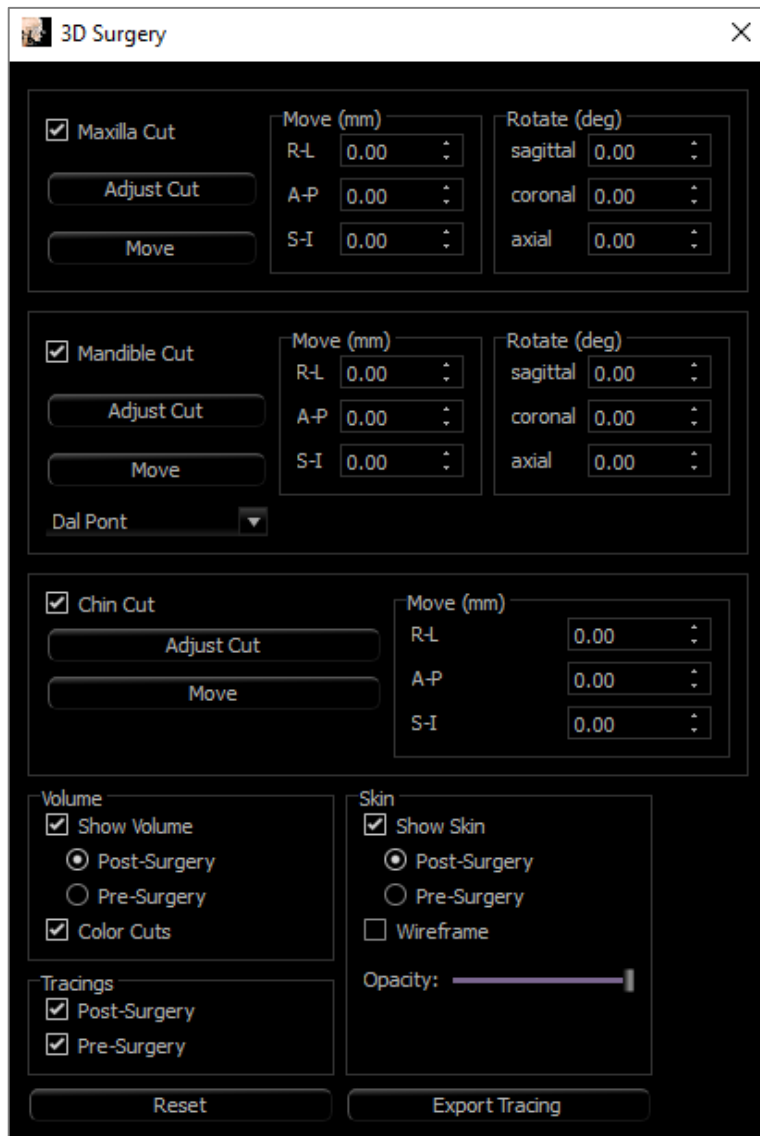 3D Surgery
Maxilla Cut
Adjust Cut
Move
Move (mm)
R-L 0.00
A-P 0.00
S-I 0.00
Rotate (deg)
sagittal 0.00
coronal 0.00
axial 0.00
Mandible Cut
Adjust Cut
Move
Dal Pont
Move (mm)
R-L 0.00
A-P 0.00
S-I 0.00
Rotate (deg)
sagittal 0.00
coronal 0.00
axial 0.00
Chin Cut
Adjust Cut
Move
Move (mm)
R-L 0.00
A-P 0.00
S-I 0.00
Volume
Show Volume
Post-Surgery
Pre-Surgery
Color Cuts
Tracings
Post-Surgery
Pre-Surgery
Skin
Show Skin
Post-Surgery
Pre-Surgery
Wireframe
Opacity:
Reset
Export Tracing